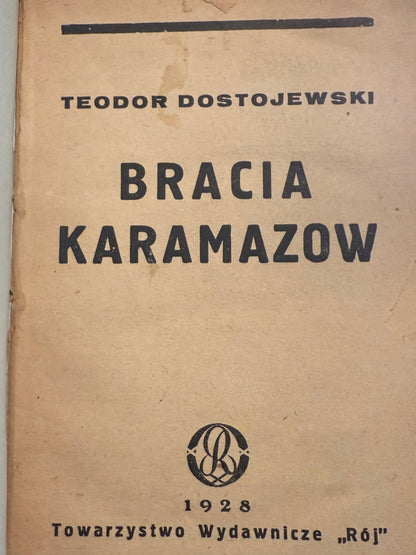 TEODOR DOSTOJEWSKI
BRACIA
KARAMAZOW
R
1928
Towarzystwo Wydawnicze „Rój”